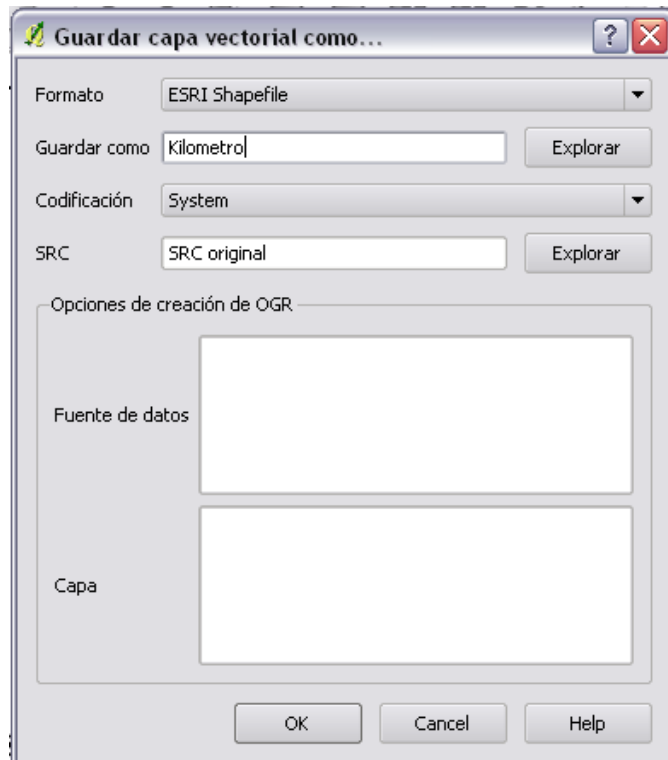 Guardar capa vectorial como...
Formato ESRI Shapefile
Guardar como Kilometro Explorar
Codificación System
SRC SRC original Explorar
Opciones de creación de OGR
Fuente de datos
Capa
OK Cancel Help